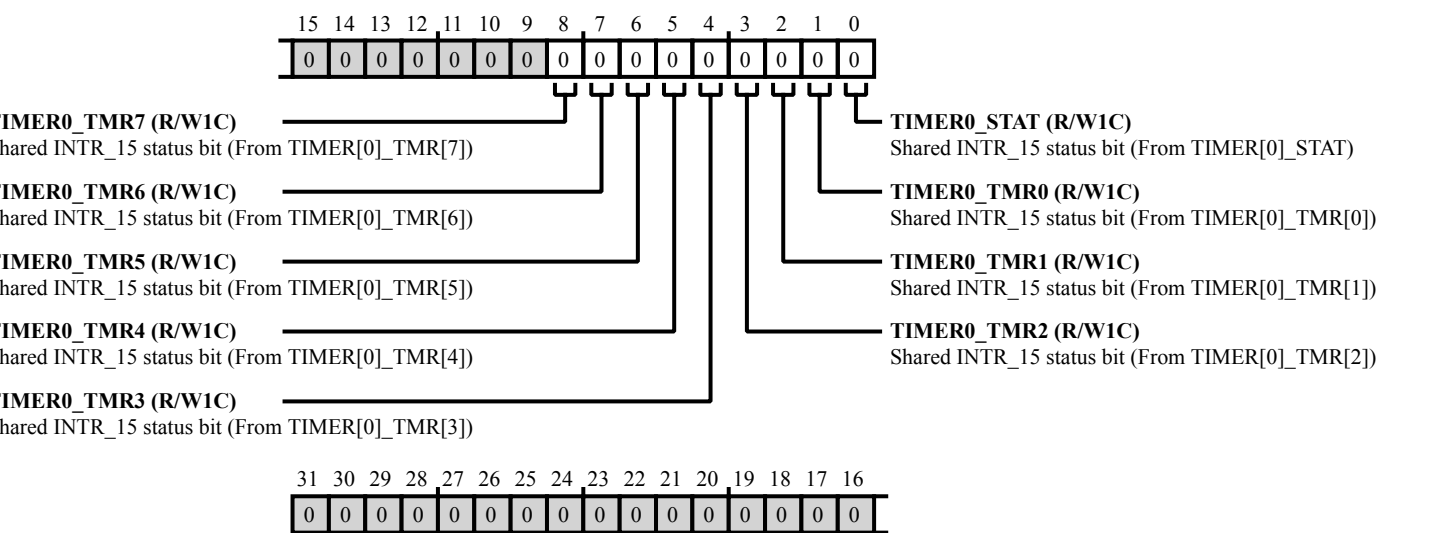 15 14 13 12 11 10 9 8 7 6 5 4 3 2 1 0
0 0 0 0 0 0 0 0 0 0 0 0 0 0 0 0
IMER0_TMR7 (R/W1C)
hared INTR_15 status bit (From TIMER[0]_TMR[7])
IMER0_TMR6 (R/W1C)
hared INTR_15 status bit (From TIMER[0]_TMR[6])
IMER0_TMR5 (R/W1C)
hared INTR_15 status bit (From TIMER[0]_TMR[5])
IMER0_TMR4 (R/W1C)
hared INTR_15 status bit (From TIMER[0]_TMR[4])
IMER0_TMR3 (R/W1C)
hared INTR_15 status bit (From TIMER[0]_TMR[3])
TIMER0_STAT (R/W1C)
Shared INTR_15 status bit (From TIMER[0]_STAT)
TIMER0_TMR0 (R/W1C)
Shared INTR_15 status bit (From TIMER[0]_TMR[0])
TIMER0_TMR1 (R/W1C)
Shared INTR_15 status bit (From TIMER[0]_TMR[1])
TIMER0_TMR2 (R/W1C)
Shared INTR_15 status bit (From TIMER[0]_TMR[2])
31 30 29 28 27 26 25 24 23 22 21 20 19 18 17 16
0 0 0 0 0 0 0 0 0 0 0 0 0 0 0 0